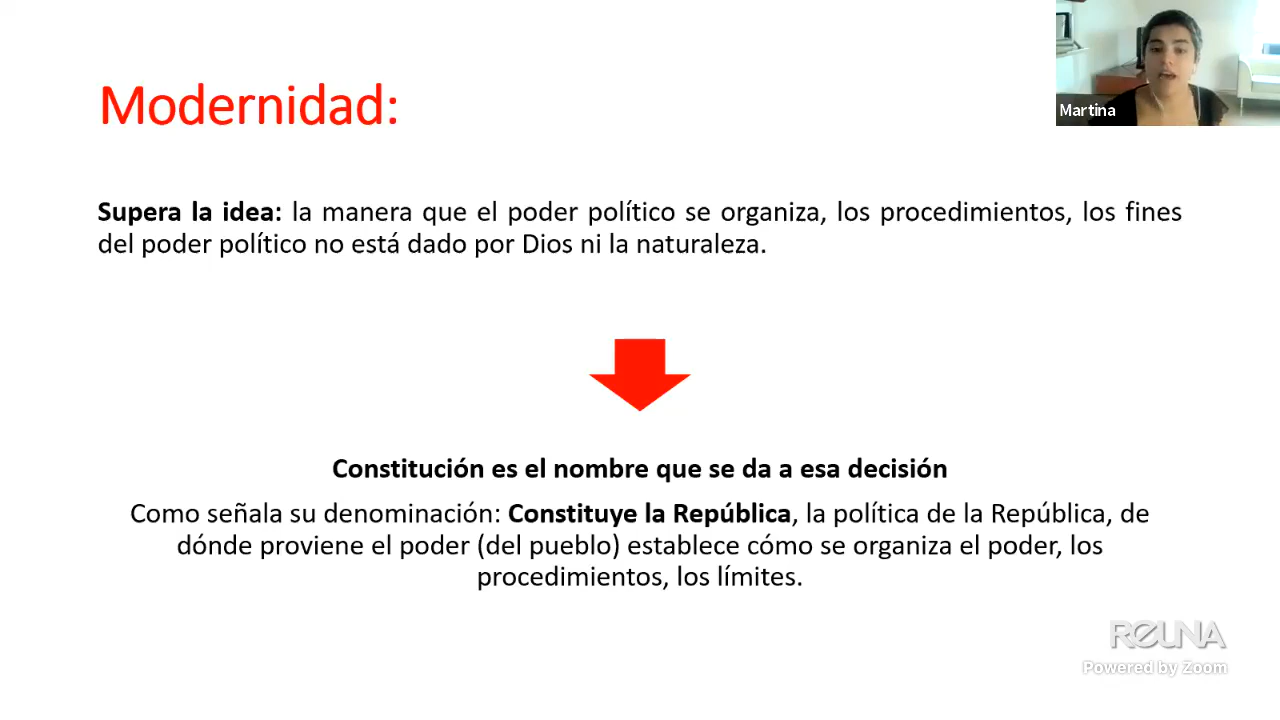 Modernidad:
Martina
Supera la idea: la manera que el poder político se organiza, los procedimientos, los fines
del poder político no está dado por Dios ni la naturaleza.
Constitución es el nombre que se da a esa decisión
Como señala su denominación: Constituye la República, la política de la República, de
dónde proviene el poder (del pueblo) establece cómo se organiza el poder, los
procedimientos, los límites.
REUNA
Powered by Zoom